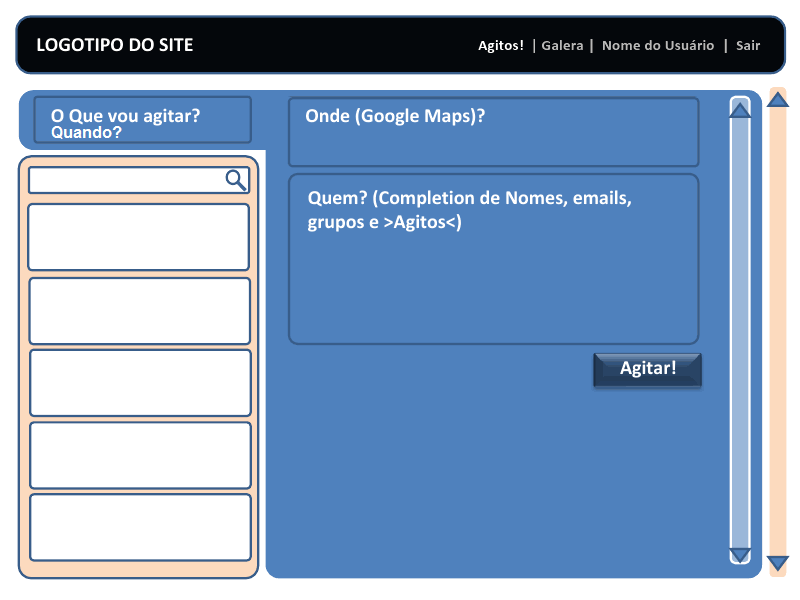 LOGOTIPO DO SITE
Agitos! | Galera | Nome do Usuário | Sair
O Que vou agitar?
Quando?
Onde (Google Maps)?
Quem? (Completion de Nomes, emails,
grupos e >Agitos<)
Agitar!